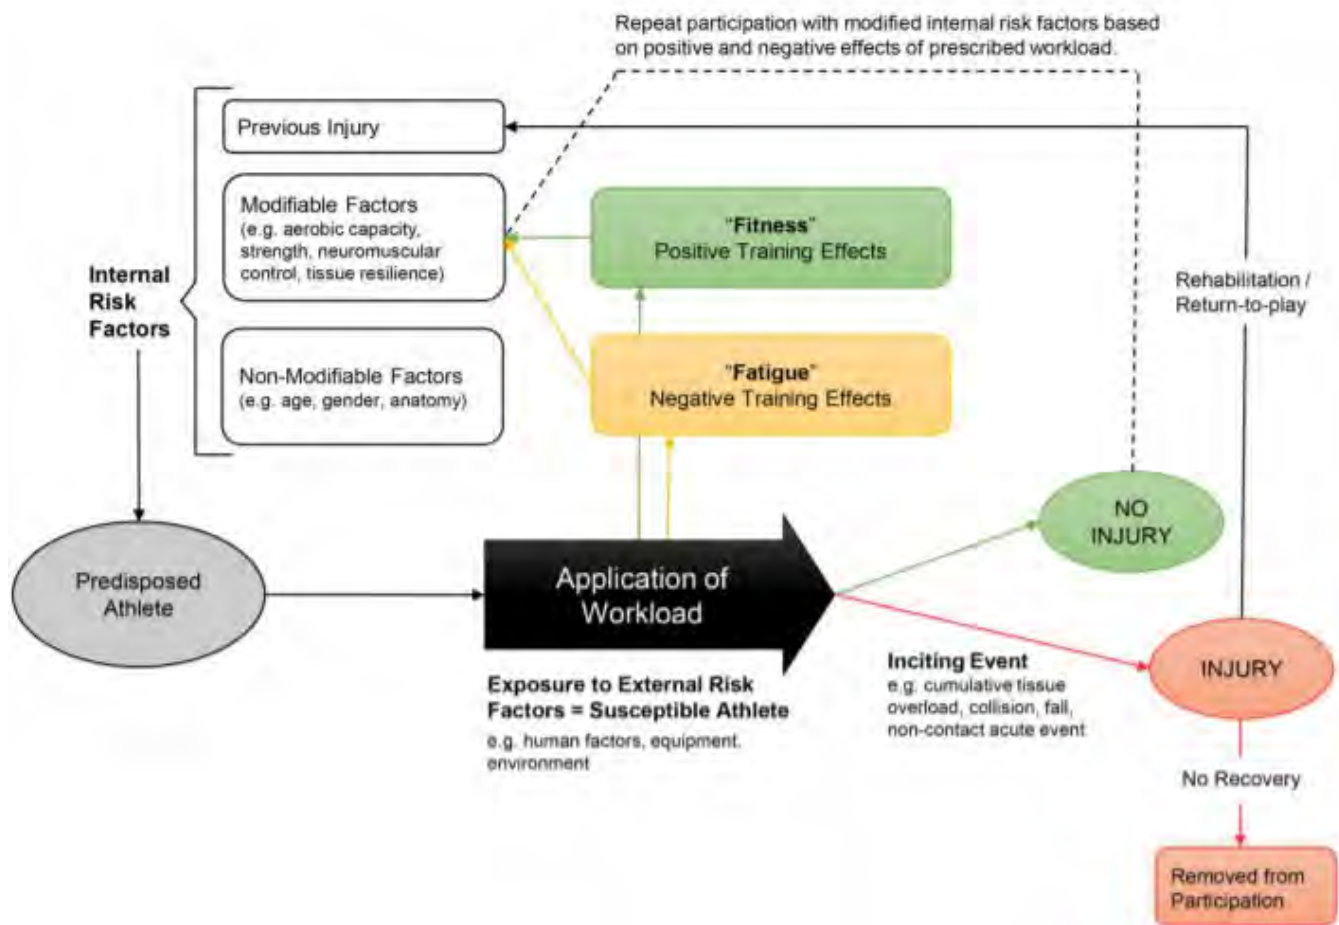 Repeat participation with modified internal risk factors based
on positive and negative effects of prescribed workload.
Previous Injury
Modifiable Factors
(e.g. aerobic capacity,
strength, neuromuscular
control, tissue resilience)
"Fitness"
Positive Training Effects
Internal
Risk
Factors
Rehabilitation /
Return-to-play
Non-Modifiable Factors
(e.g. age, gender, anatomy)
"Fatigue"
Negative Training Effects
NO
INJURY
Predisposed
Athlete
Application of
Workload
Inciting Event
e.g. cumulative tissue
overload, collision, fall,
non-contact acute event
INJURY
Exposure to External Risk
Factors = Susceptible Athlete
e.g. human factors, equipment,
environment
No Recovery
Removed from
Participation